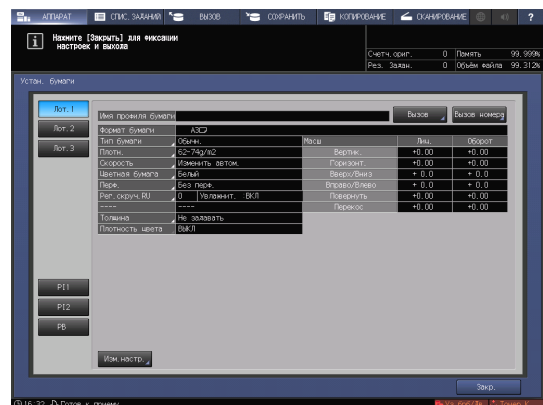 АППАРАТ
СПИС. ЗАДАНИЙ
ВЫЗОВ
СОХРАНИТЬ
КОПИРОВАНИЕ
СКАНИРОВАНИЕ
?
Нажмите [Закрыть] для фиксации
настроек и выхода
Счетч.ориг. 0 Память 99.999%
Рез. Задан. 0 Объём файла 99.312%
Устан. бумаги
Лот. 1
Лот. 2
Лот. 3
PI1
PI2
PB
Имя профиля бумаги
Вызов
Вызов номера
Формат бумаги A3
Тип бумаги Обычн.
Плотн. 62-74g/m2
Скорость Изменить автом.
Цветная бумага Белый
Перф. Без перф.
Рег.скруч.RU 0 Увлажнит. :ВКЛ
---- ----
Толщина Не задавать
Плотность цвета ВЫКЛ
Масш Лиц. Оборот
Вертик. +0.00 +0.00
Горизонт. +0.00 +0.00
Вверх/Вниз + 0.0 + 0.0
Вправо/Влево + 0.0 + 0.0
Повернуть +0.00 +0.00
Перекос +0.00 +0.00
Изм.настр.
Закр.
16:32 Готов к приему